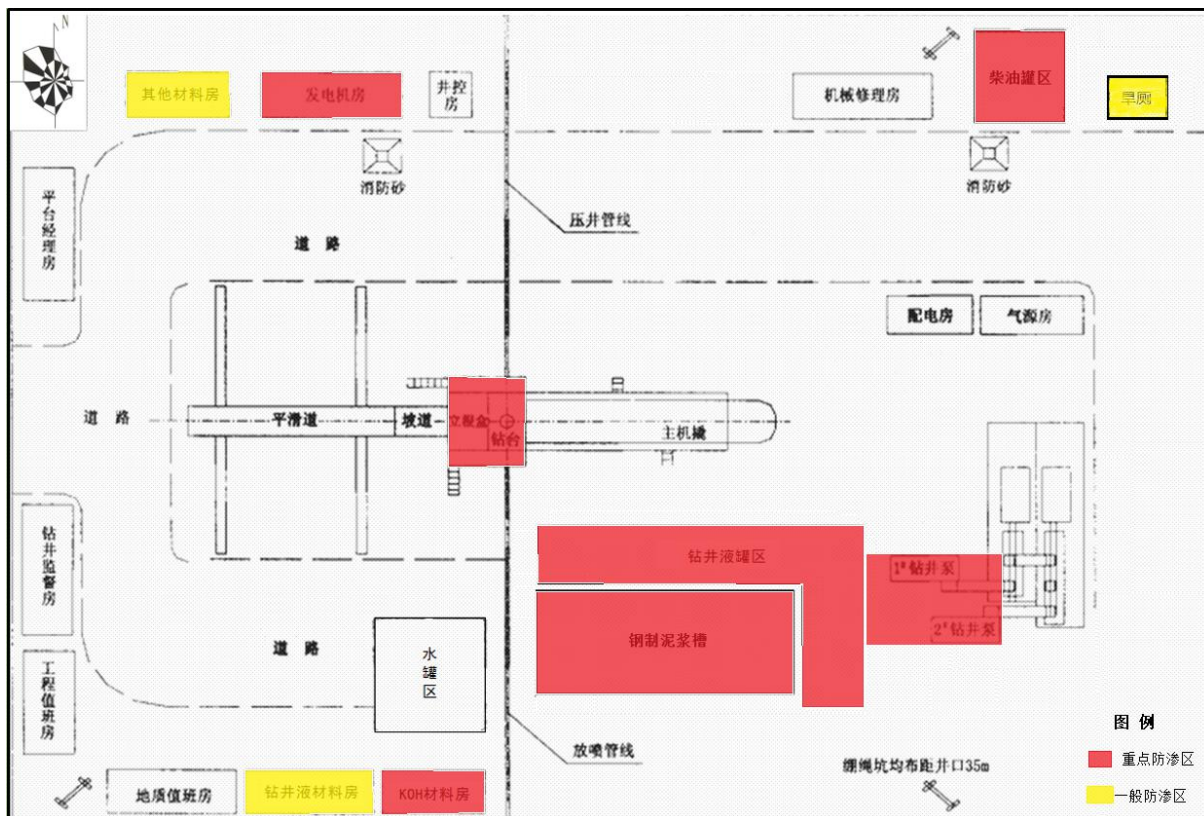 N
其他材料房
发电机房
井控
房
机械修理房
柴油罐区
旱厕
消防砂
消防砂
平台经理房
压井管线
道 路
配电房
气源房
道 路
平滑道
坡道
立根盒
钻台
主机撬
钻井监督房
钻井液罐区
1#钻井泵
2#钻井泵
钢制泥浆槽
道 路
水罐区
工程值班房
放喷管线
图 例
重点防渗区
一般防渗区
绷绳坑均布距井口35m
地质值班房
钻井液材料房
KOH材料房